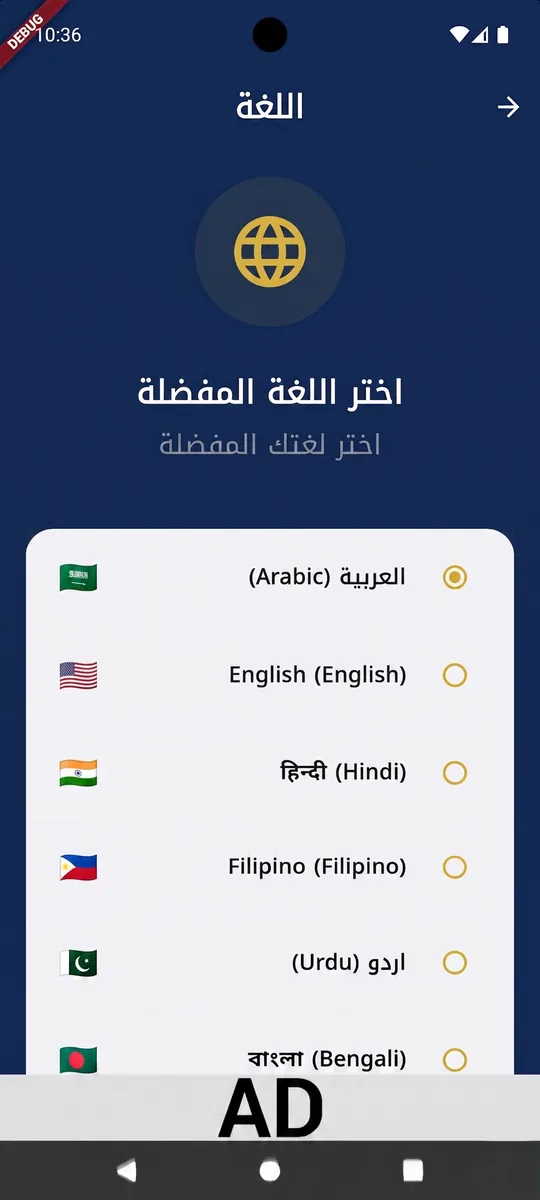 DEBUG
10:36
اللغة
اختر اللغة المفضلة
اختر لغتك المفضلة
العربية (Arabic)
English (English)
हिन्दी (Hindi)
Filipino (Filipino)
اردو (Urdu)
বাংলা (Bengali)
AD